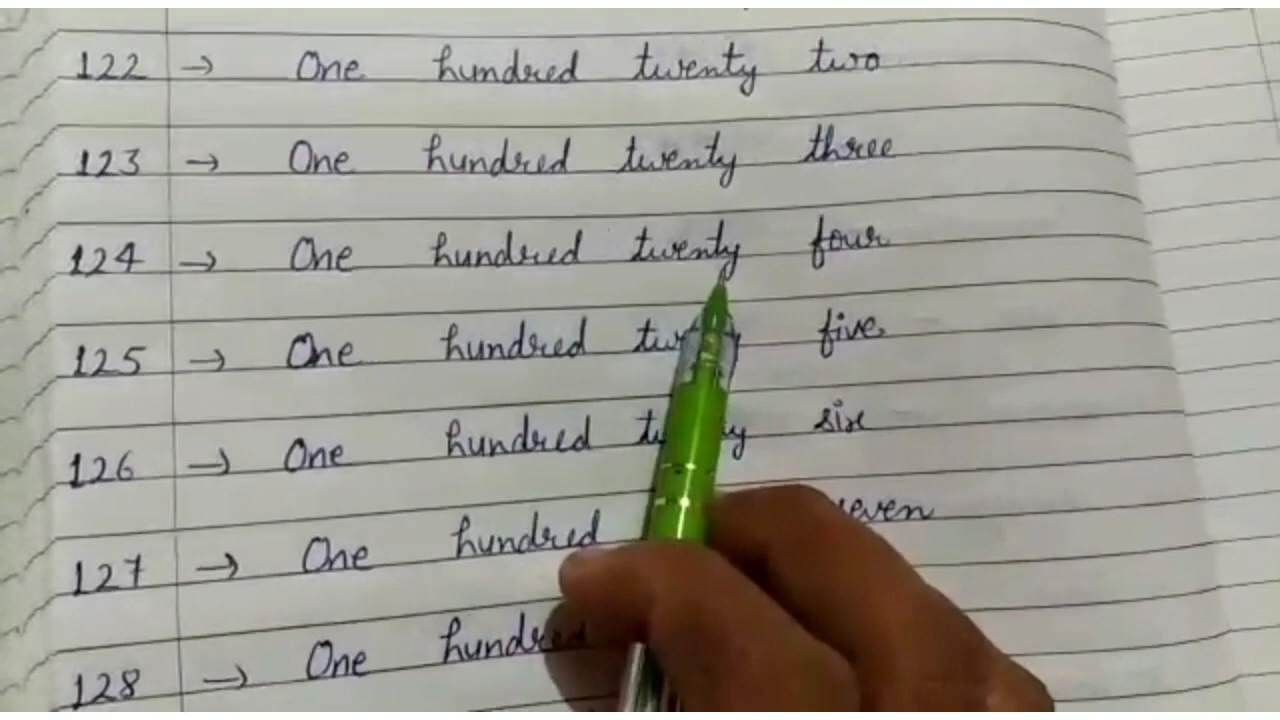 122 → One hundred twenty two
123 → One hundred twenty three
124 → One hundred twenty four
125 → One hundred five
126 → One hundred six
127 → One hundred
128 → One hundred